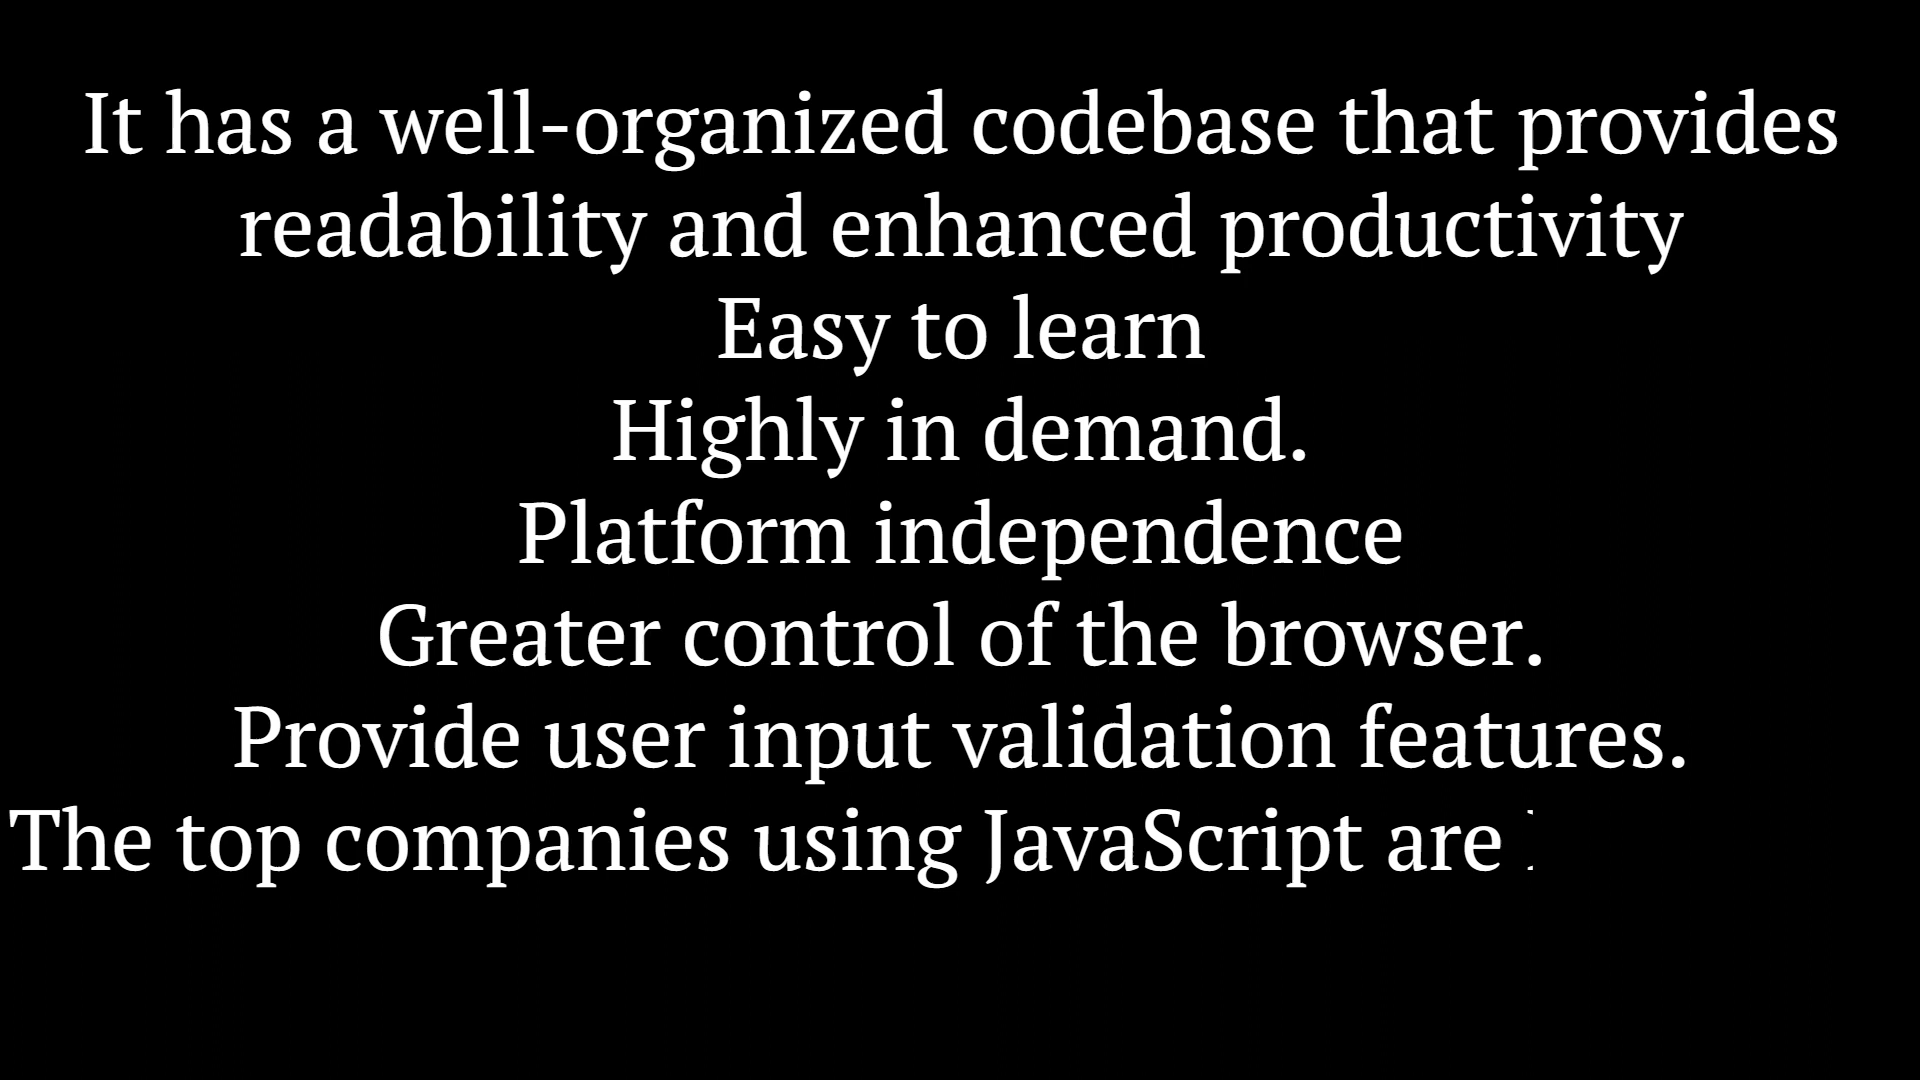 It has a well-organized codebase that provides
readability and enhanced productivity
Easy to learn
Highly in demand.
Platform independence
Greater control of the browser.
Provide user input validation features.
The top companies using JavaScript are